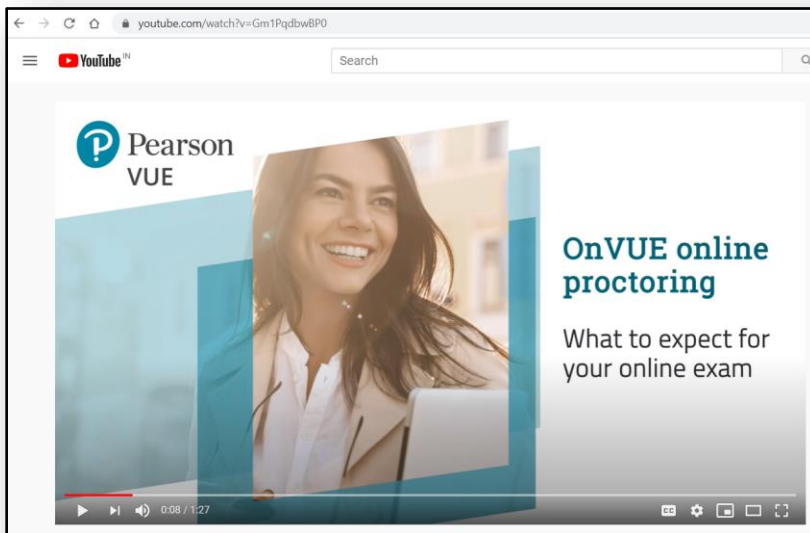 youtube.com/watch?v=Gm1PqdbwBP0
YouTube IN
Search
Pearson
VUE
OnVUE online
proctoring
What to expect for
your online exam
0:08 / 1:27
CC